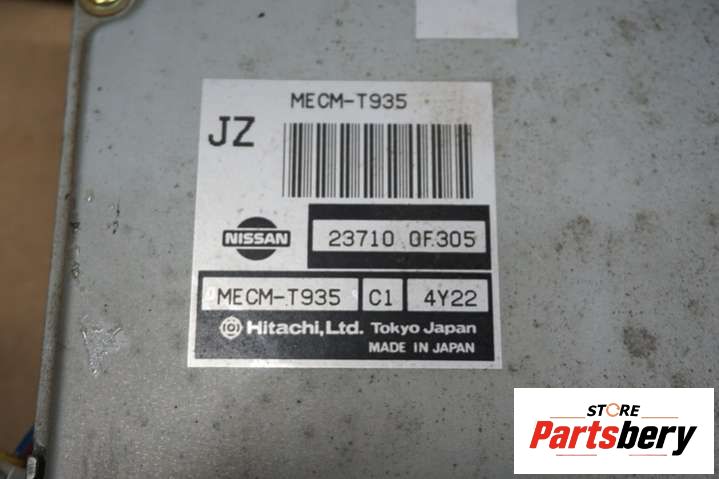 MECM-T935
JZ
NISSAN
23710 0F305
MECM-T935 C1 4Y22
Hitachi, Ltd. Tokyo Japan
MADE IN JAPAN
STORE
Partsbery